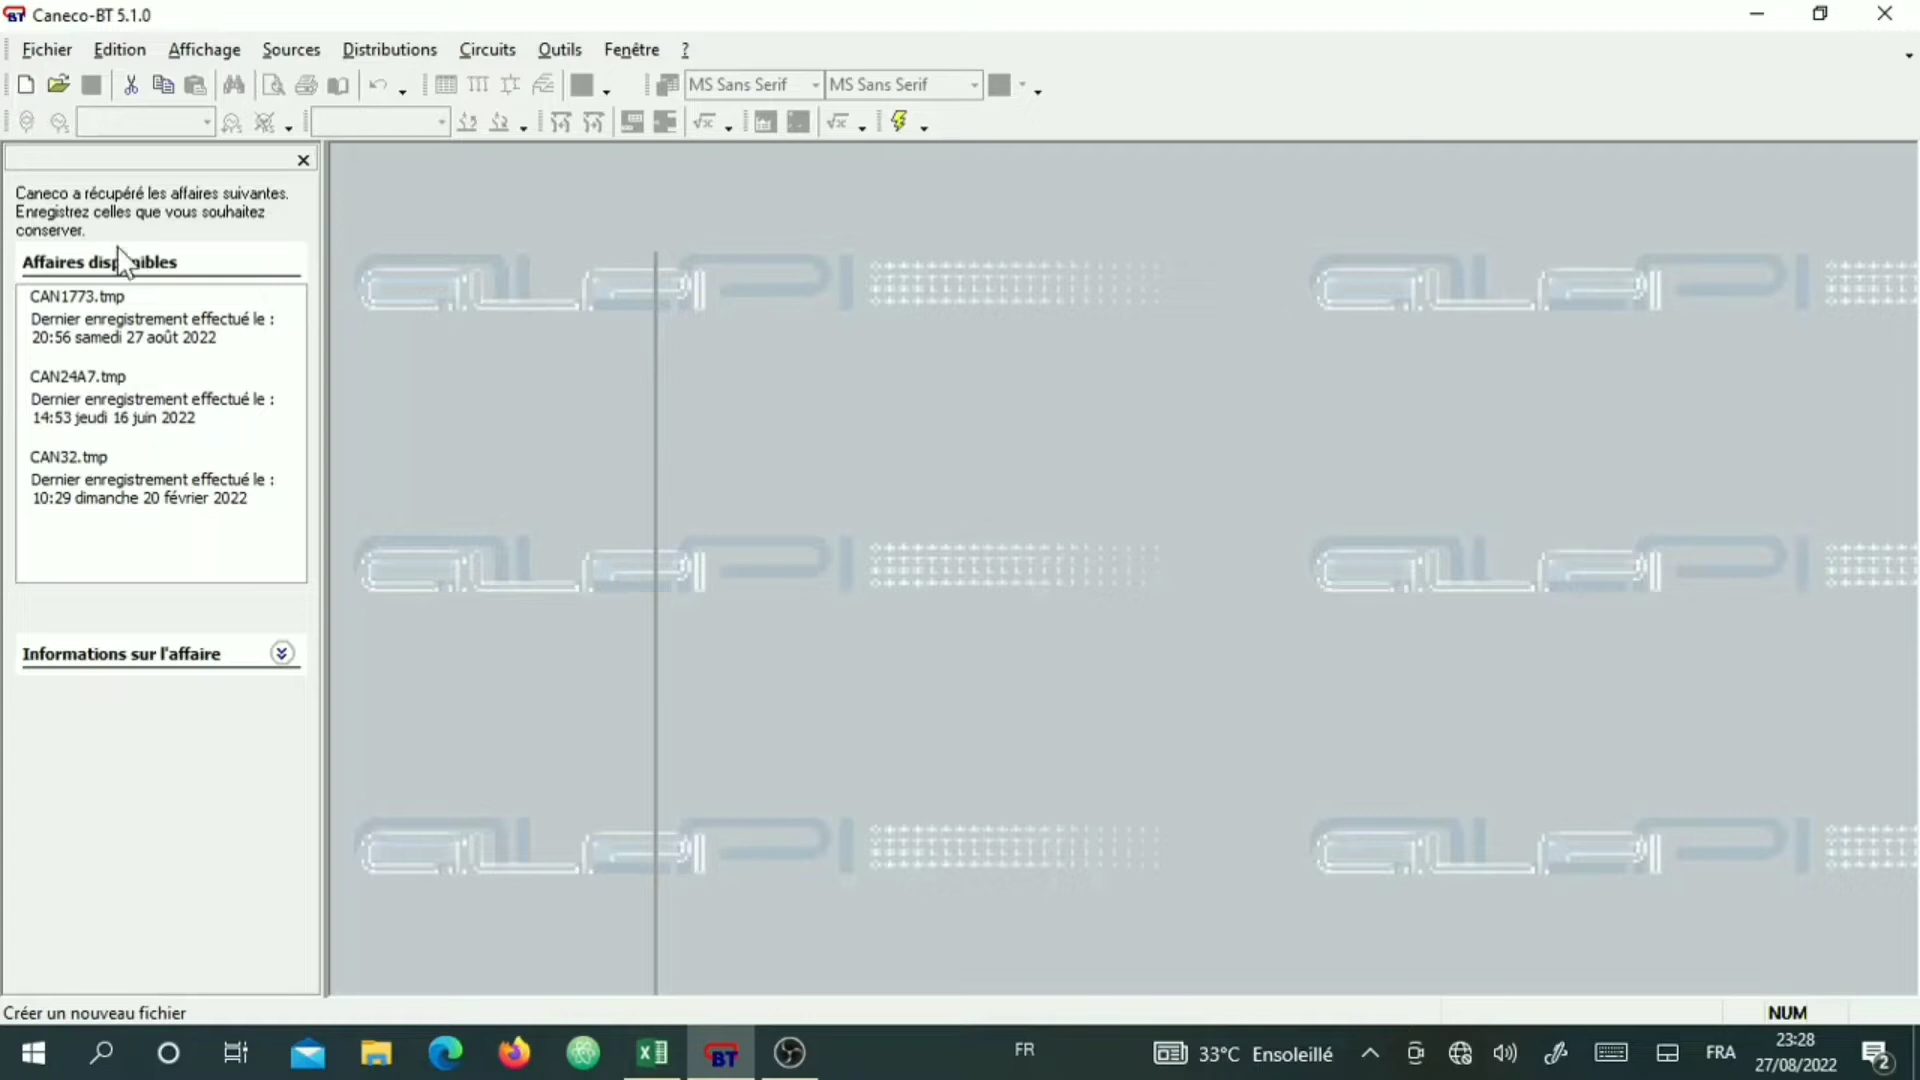 Caneco-BT 5.1.0
Fichier Edition Affichage Sources Distributions Circuits Outils Fenêtre ?
MS Sans Serif MS Sans Serif
Caneco a récupéré les affaires suivantes.
Enregistrez celles que vous souhaitez
conserver.
Affaires disponibles
CAN1773.tmp
Dernier enregistrement effectué le :
20:56 samedi 27 août 2022
CAN24A7.tmp
Dernier enregistrement effectué le :
14:53 jeudi 16 juin 2022
CAN32.tmp
Dernier enregistrement effectué le :
10:29 dimanche 20 février 2022
Informations sur l'affaire
Créer un nouveau fichier
NUM
BT
FR
33°C Ensoleillé
FRA
23:28
27/08/2022
2